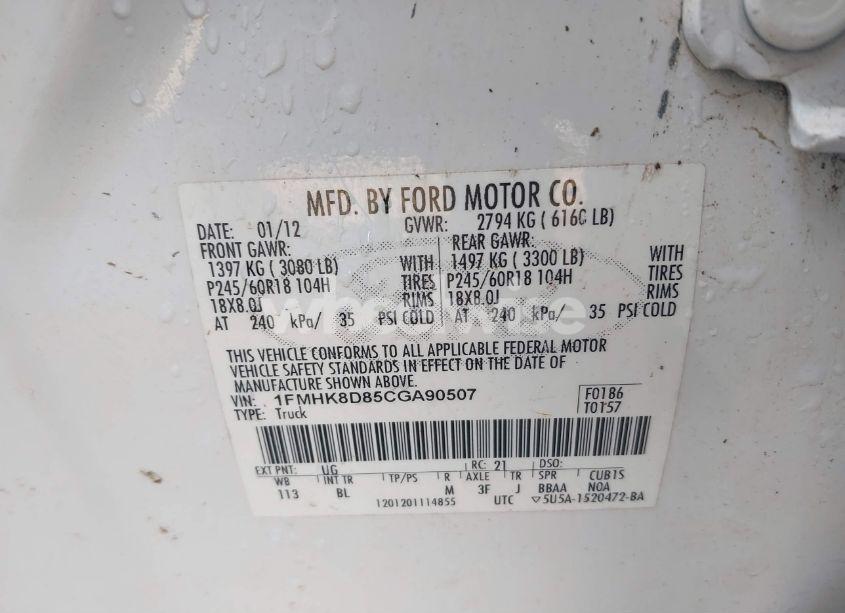 MFD. BY FORD MOTOR CO.
DATE: 01/12 GVWR: 2794 KG ( 6160 LB)
FRONT GAWR: REAR GAWR:
1397 KG ( 3080 LB) WITH 1497 KG ( 3300 LB) WITH
P245/60R18 104H TIRES P245/60R18 104H TIRES
18X8.0J RIMS 18X8.0J RIMS
AT 240 kPa/ 35 PSI COLD AT 240 kPa/ 35 PSI COLD
wheelwise
THIS VEHICLE CONFORMS TO ALL APPLICABLE FEDERAL MOTOR
VEHICLE SAFETY STANDARDS IN EFFECT ON THE DATE OF
MANUFACTURE SHOWN ABOVE.
VIN: 1FMHK8D85CGA90507 F0186
TYPE: Truck T0157
EXT PNT: UG RC: 21 DSO:
WB INT TR TP/PS R AXLE TR SPR CUB1S
113 BL M 3F J BBAA NOA
1201201114855 UTC ▽5U5A-1520472-BA